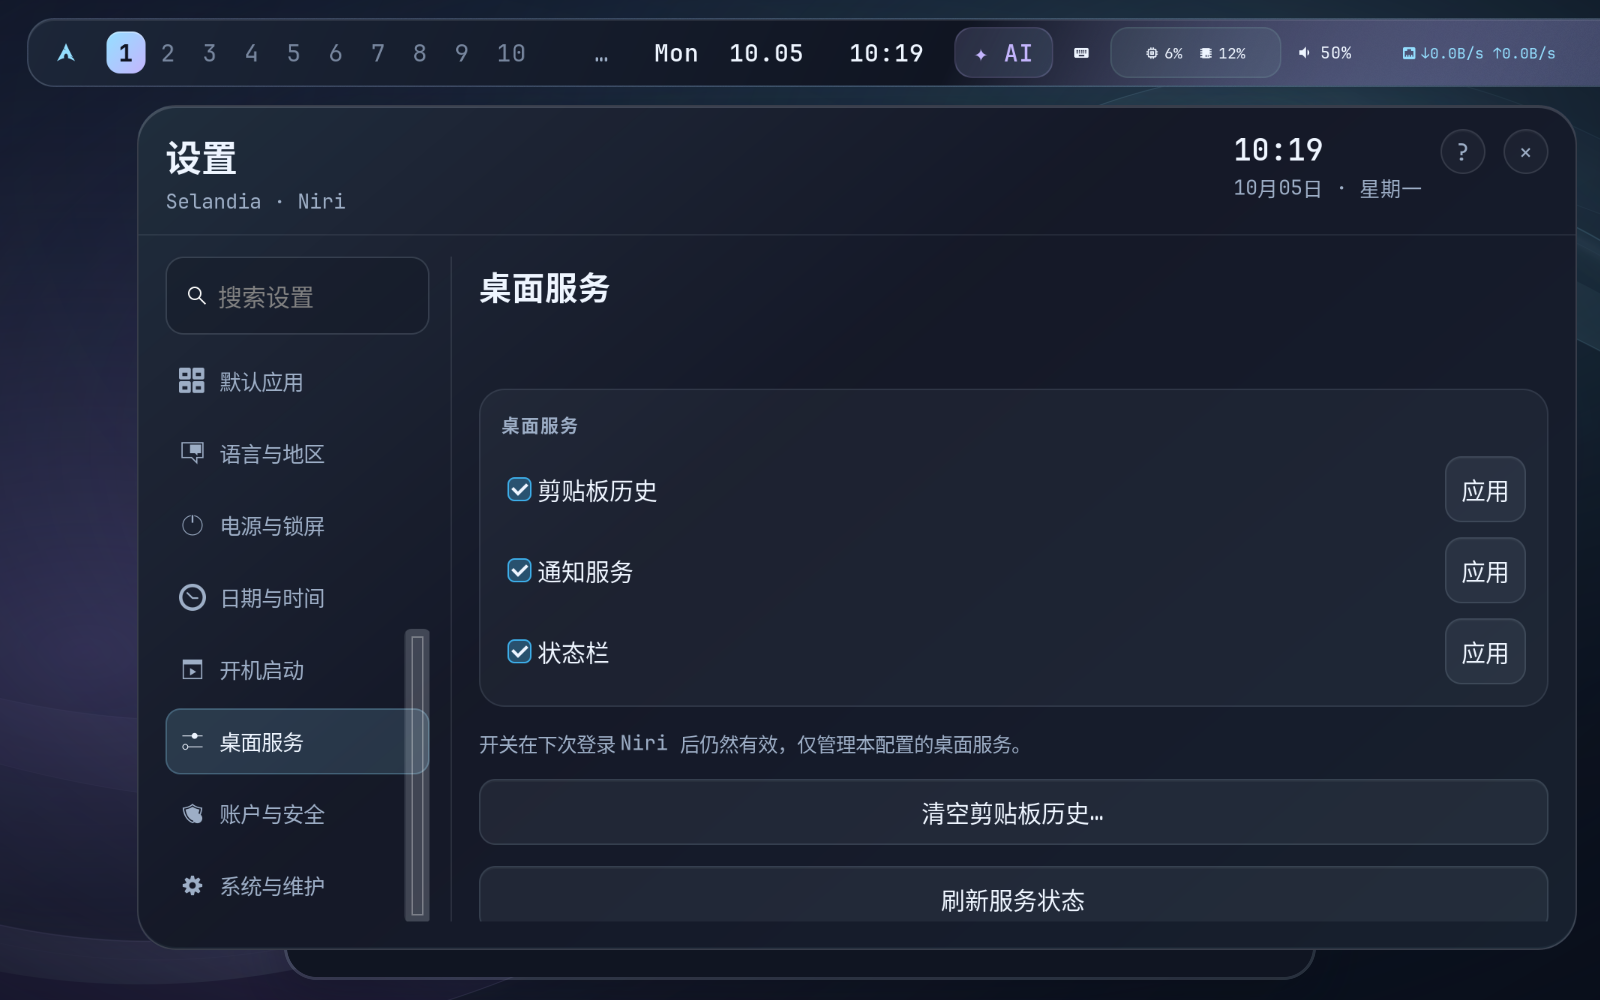 1 2 3 4 5 6 7 8 9 10 … Mon 10.05 10:19 ✦ AI 6% 12% 50% ↓0.0B/s ↑0.0B/s
设置
Selandia · Niri
10:19
10月05日 · 星期一
? ×
搜索设置
默认应用
语言与地区
电源与锁屏
日期与时间
开机启动
桌面服务
账户与安全
系统与维护
桌面服务
桌面服务
剪贴板历史 应用
通知服务 应用
状态栏 应用
开关在下次登录 Niri 后仍然有效，仅管理本配置的桌面服务。
清空剪贴板历史…
刷新服务状态